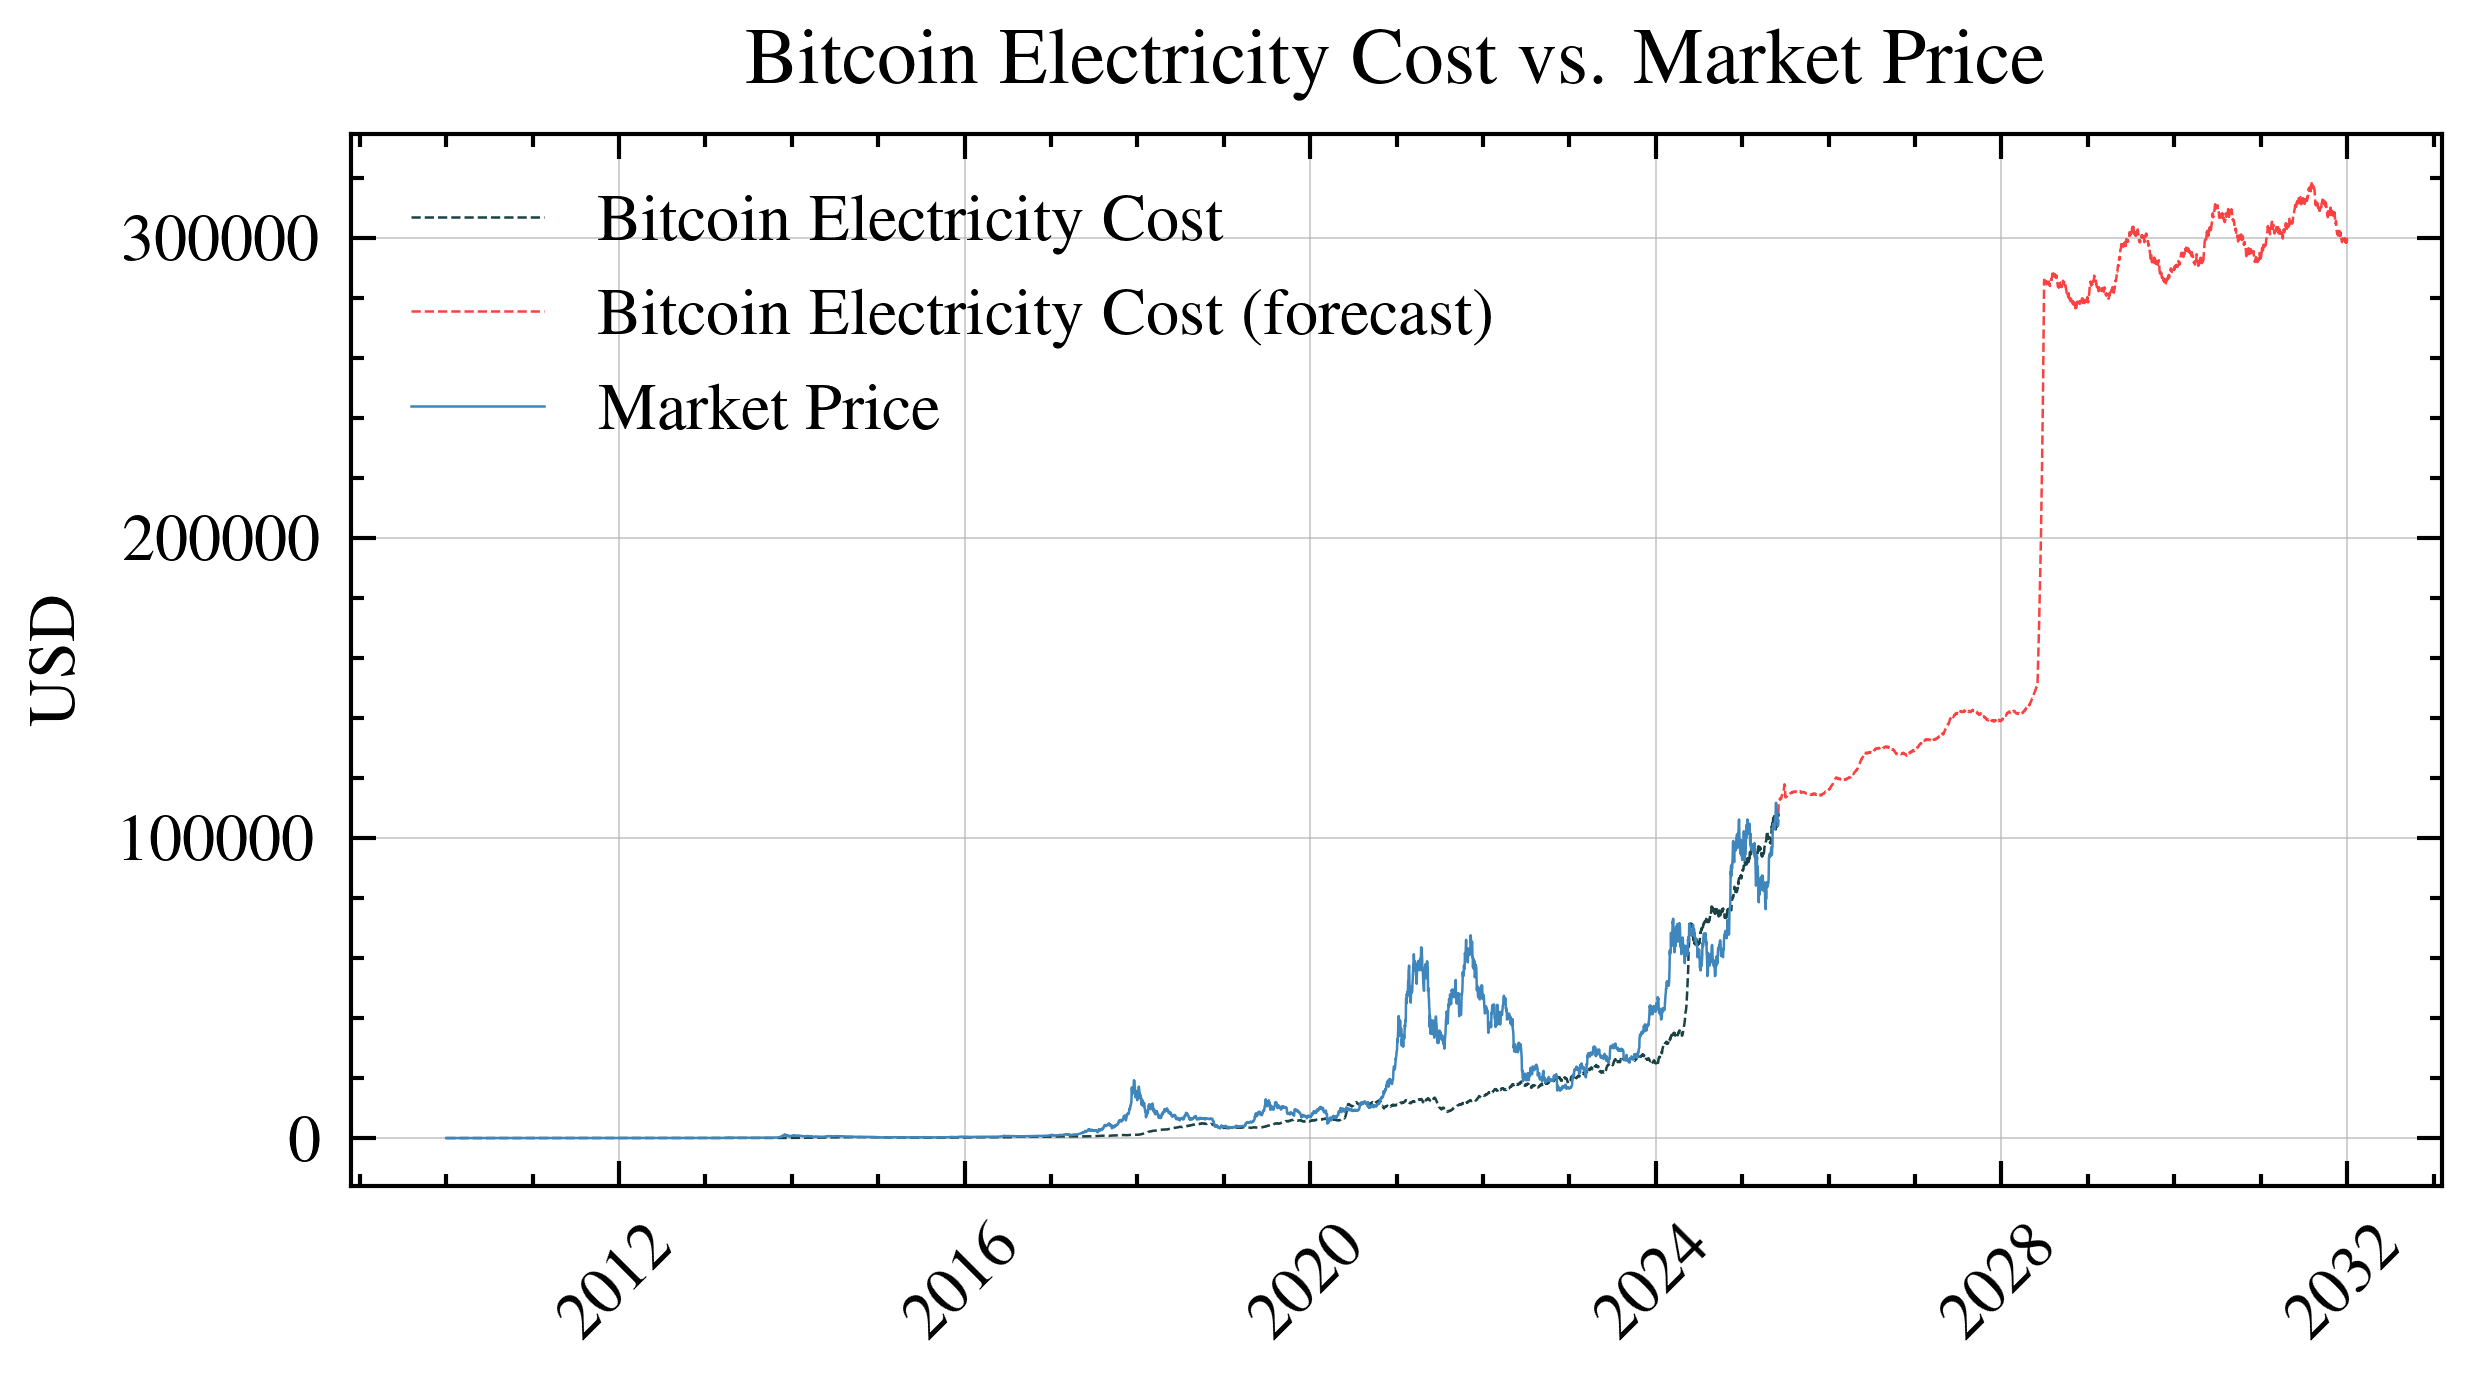 Bitcoin Electricity Cost vs. Market Price
Bitcoin Electricity Cost
Bitcoin Electricity Cost (forecast)
Market Price
USD
300000
200000
100000
0
2012
2016
2020
2024
2028
2032